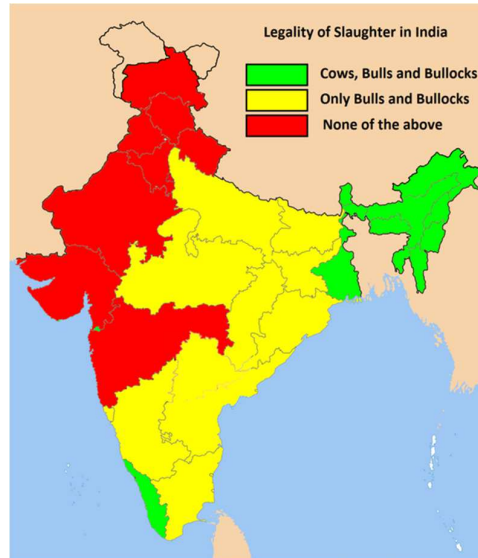 Legality of Slaughter in India
Cows, Bulls and Bullocks
Only Bulls and Bullocks
None of the above